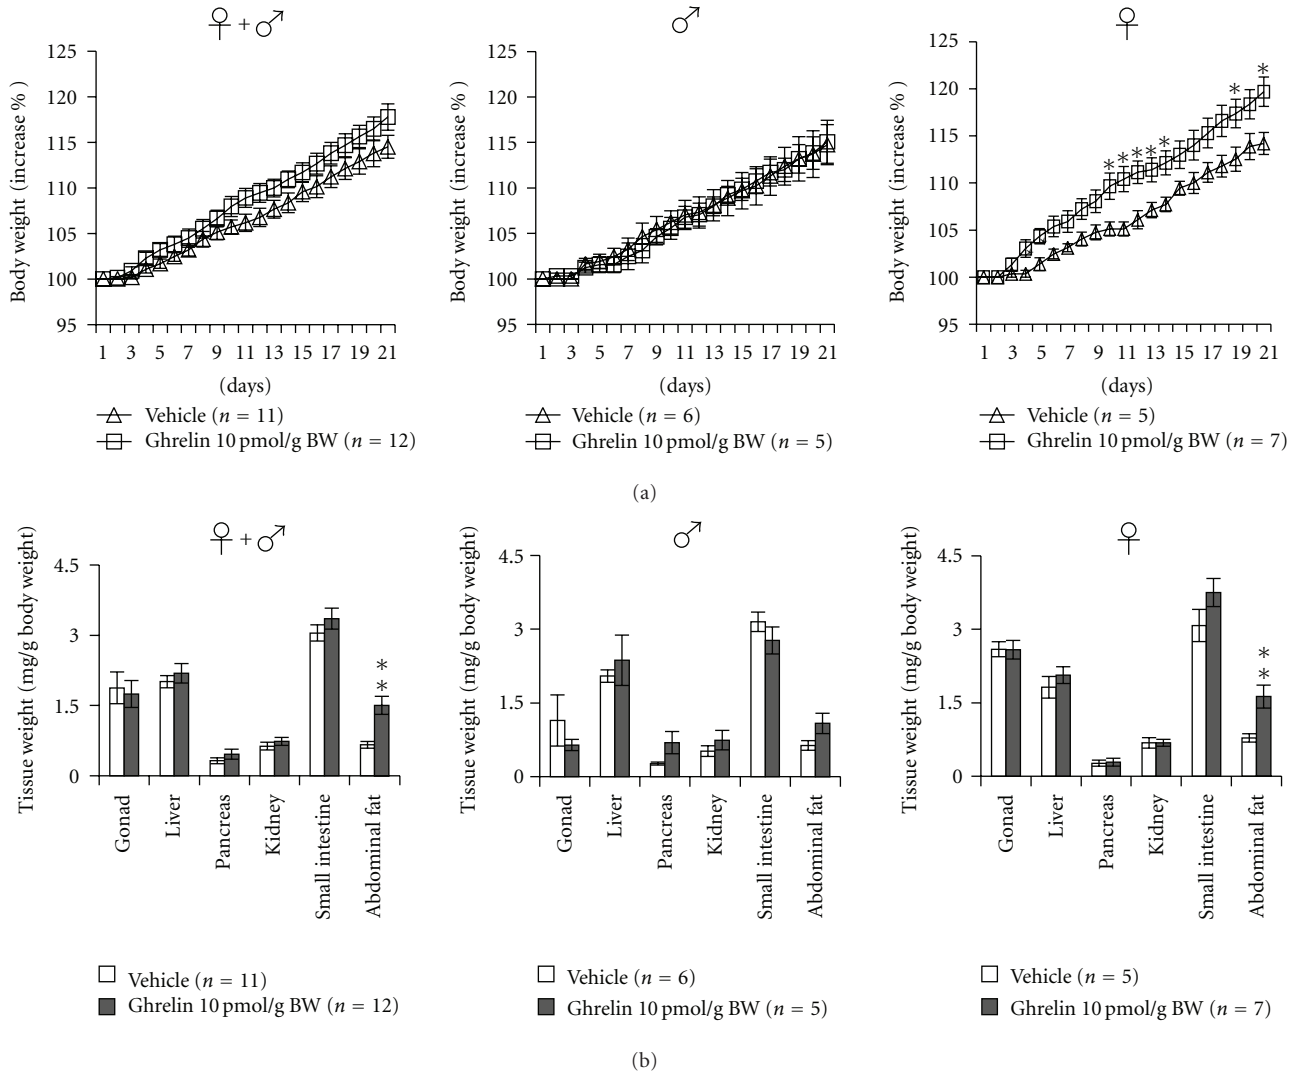 ♀ + ♂
Body weight (increase %)
125
120
115
110
105
100
95
1 3 5 7 9 11 13 15 17 19 21
(days)
Vehicle (n = 11)
Ghrelin 10 pmol/g BW (n = 12)
♂
Body weight (increase %)
125
120
115
110
105
100
95
1 3 5 7 9 11 13 15 17 19 21
(days)
Vehicle (n = 6)
Ghrelin 10 pmol/g BW (n = 5)
♀
Body weight (increase %)
125
120
115
110
105
100
95
* * * * * * *
1 3 5 7 9 11 13 15 17 19 21
(days)
Vehicle (n = 5)
Ghrelin 10 pmol/g BW (n = 7)
(a)
♀ + ♂
Tissue weight (mg/g body weight)
4.5
3
1.5
0
**
Gonad
Liver
Pancreas
Kidney
Small intestine
Abdominal fat
Vehicle (n = 11)
Ghrelin 10 pmol/g BW (n = 12)
♂
Tissue weight (mg/g body weight)
4.5
3
1.5
0
Gonad
Liver
Pancreas
Kidney
Small intestine
Abdominal fat
Vehicle (n = 6)
Ghrelin 10 pmol/g BW (n = 5)
♀
Tissue weight (mg/g body weight)
4.5
3
1.5
0
**
Gonad
Liver
Pancreas
Kidney
Small intestine
Abdominal fat
Vehicle (n = 5)
Ghrelin 10 pmol/g BW (n = 7)
(b)